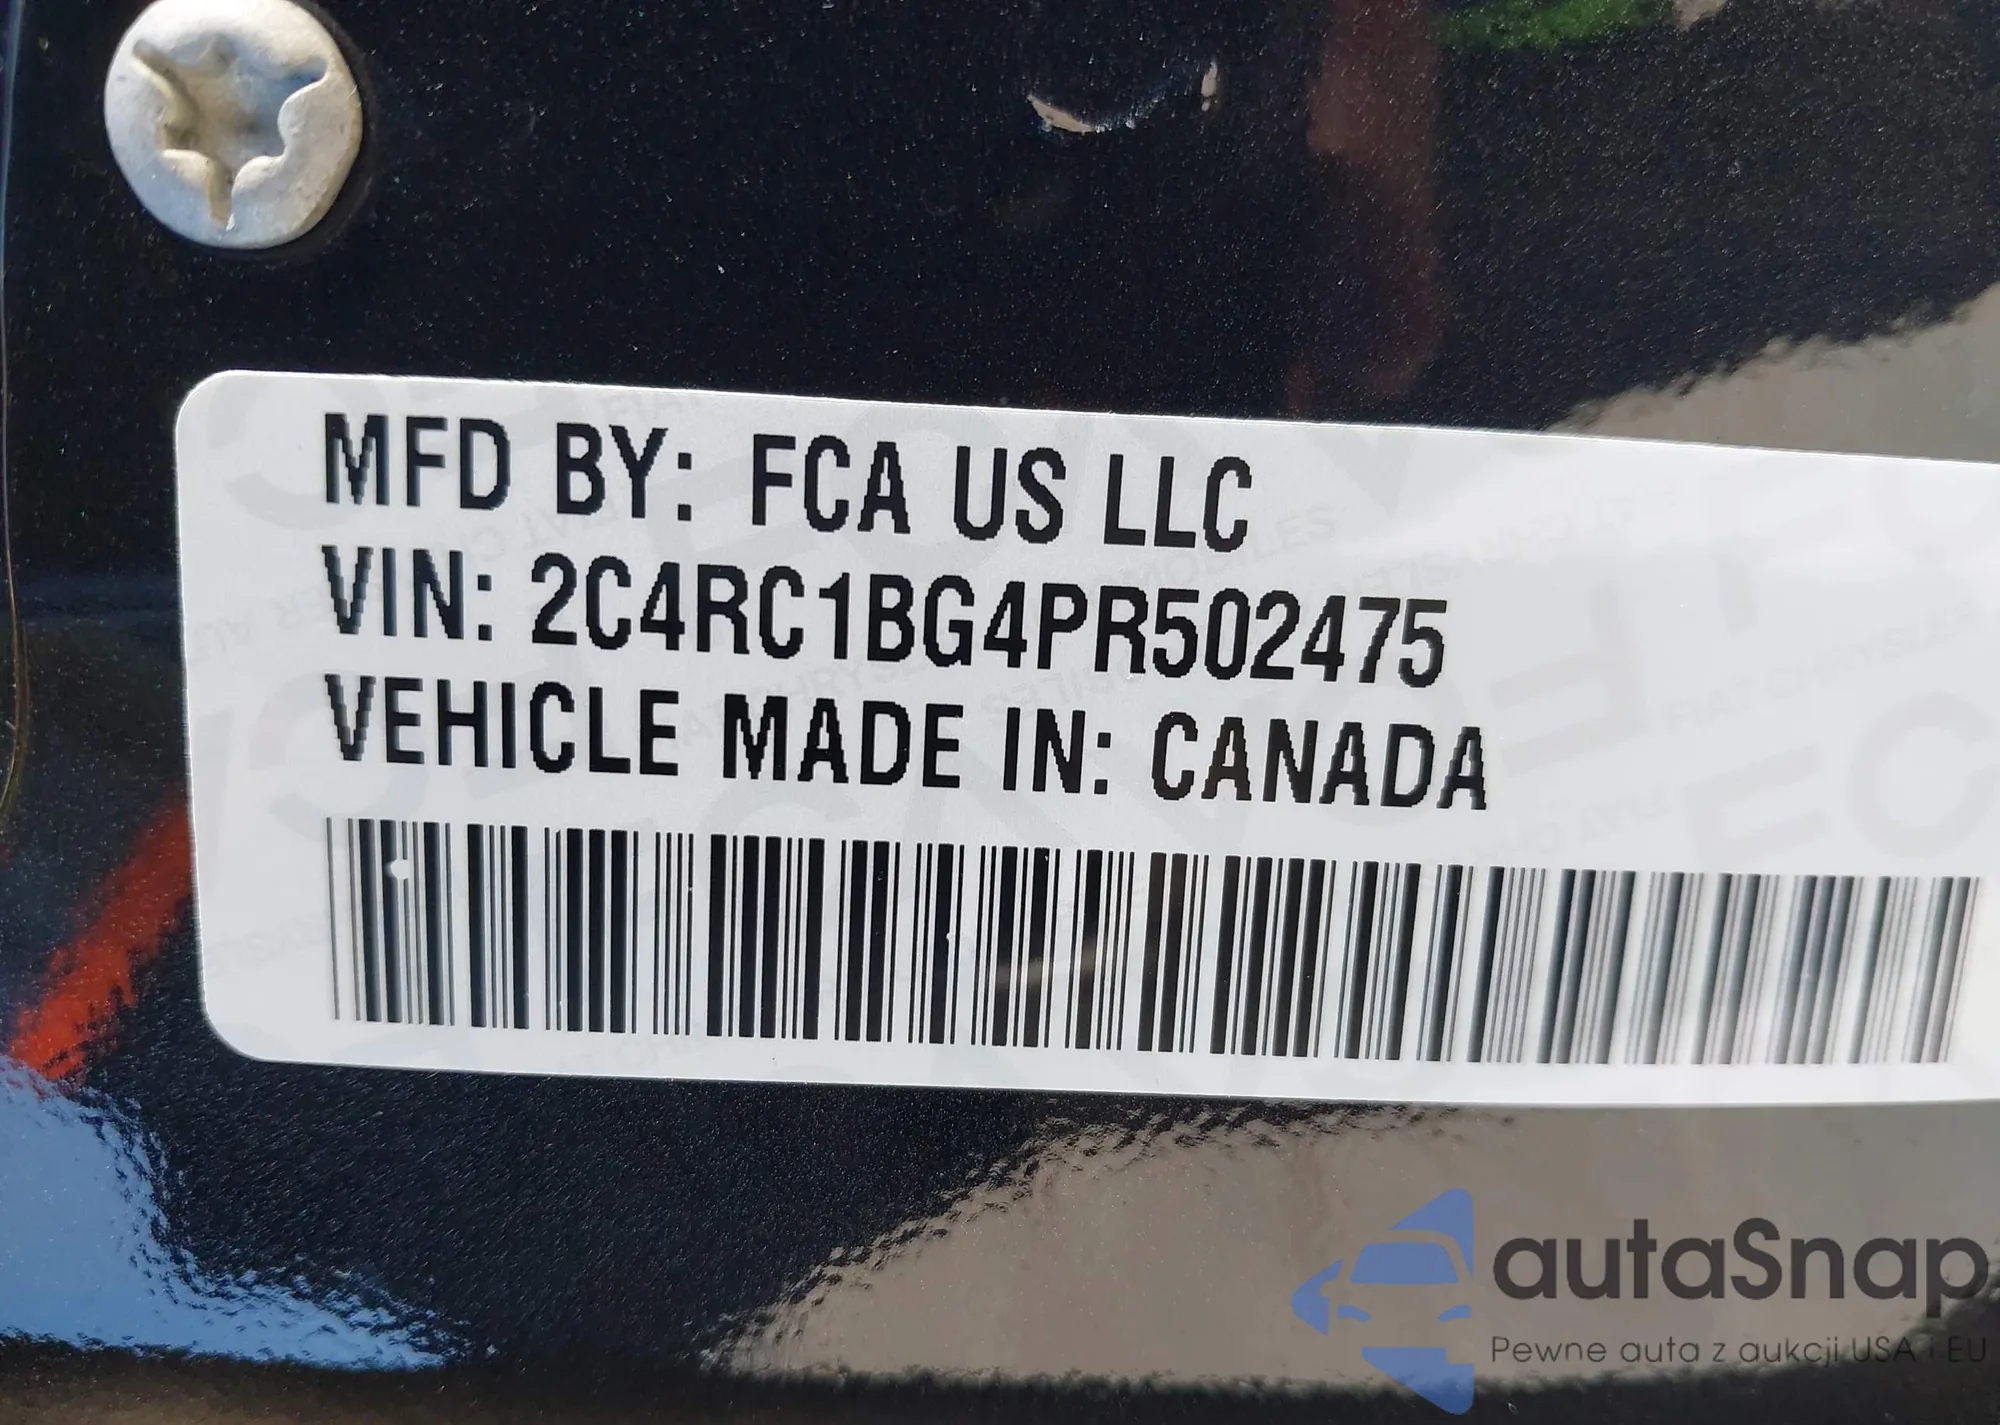 MFD BY: FCA US LLC
VIN: 2C4RC1BG4PR502475
VEHICLE MADE IN: CANADA
autaSnap
Pewne auta z aukcji USA i EU